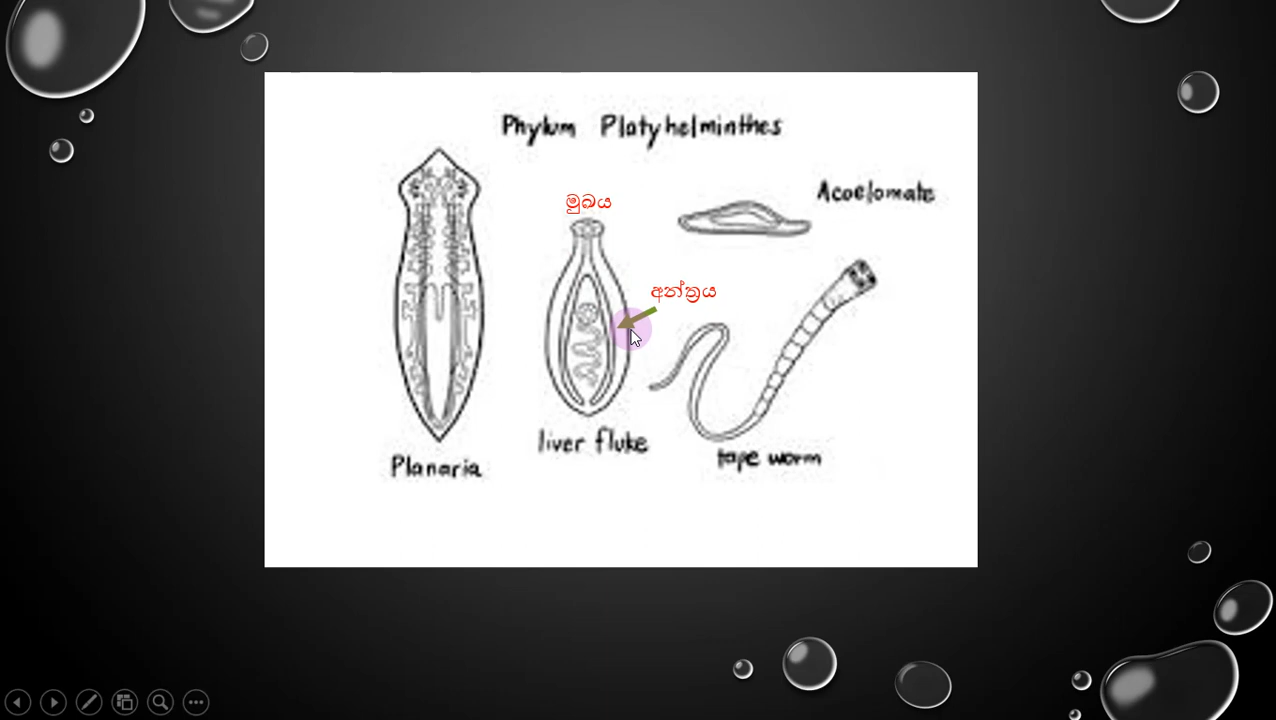 Phylum Platyhelminthes
Acoelomate
මුඛය
අන්ත්‍රය
liver fluke
tape worm
Planaria